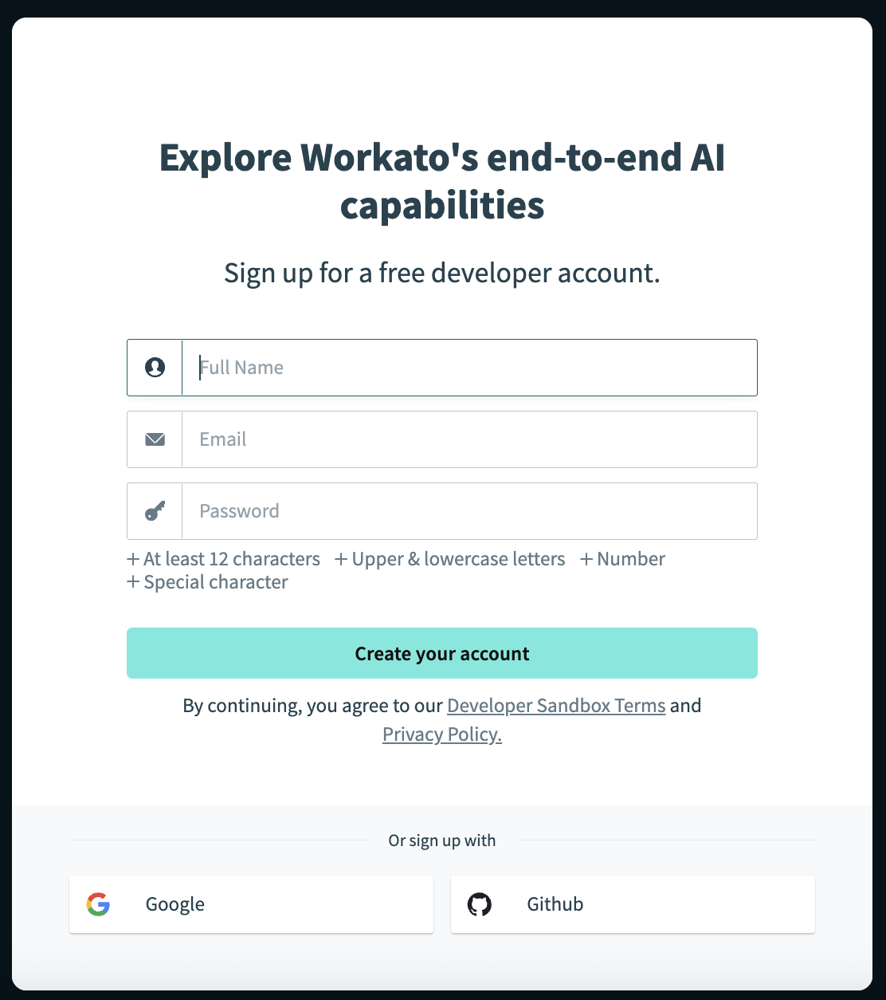 Explore Workato's end-to-end AI
capabilities
Sign up for a free developer account.
Full Name
Email
Password
+ At least 12 characters + Upper & lowercase letters + Number
+ Special character
Create your account
By continuing, you agree to our Developer Sandbox Terms and
Privacy Policy.
Or sign up with
Google Github